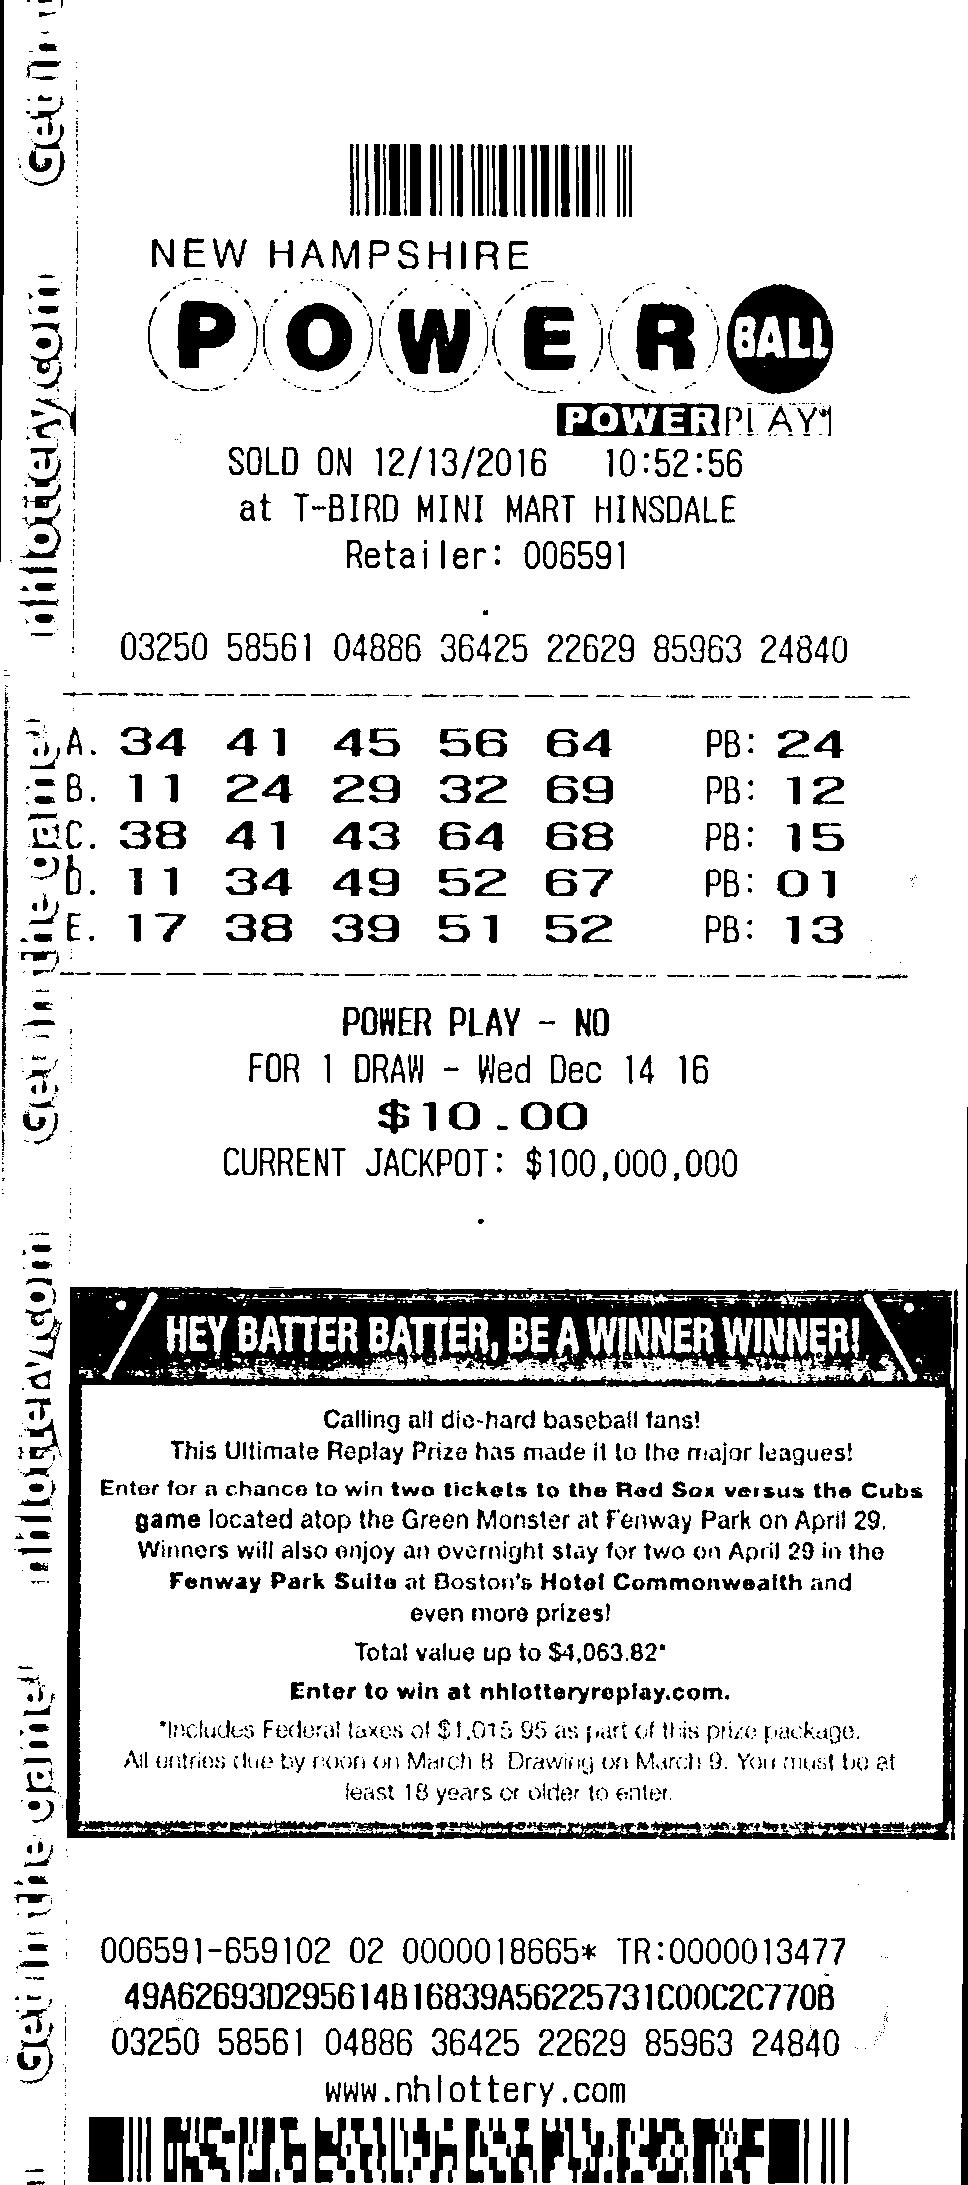 NEW HAMPSHIRE
POWER BALL
POWERPLAY
SOLD ON 12/13/2016 10:52:56
at T-BIRD MINI MART HINSDALE
Retailer: 006591
03250 58561 04886 36425 22629 85963 24840
A. 34 41 45 56 64 PB: 24
B. 11 24 29 32 69 PB: 12
C. 38 41 43 64 68 PB: 15
D. 11 34 49 52 67 PB: 01
E. 17 38 39 51 52 PB: 13
POWER PLAY - NO
FOR 1 DRAW - Wed Dec 14 16
$10.00
CURRENT JACKPOT: $100,000,000
HEY BATTER BATTER, BE A WINNER WINNER!
Calling all die-hard baseball fans!
This Ultimate Replay Prize has made it to the major leagues!
Enter for a chance to win two tickets to the Red Sox versus the Cubs
game located atop the Green Monster at Fenway Park on April 29.
Winners will also enjoy an overnight stay for two on April 29 in the
Fenway Park Suite at Boston's Hotel Commonwealth and
even more prizes!
Total value up to $4,063.82*
Enter to win at nhlotteryreplay.com.
*Includes Federal taxes of $1,015.95 as part of this prize package.
All entries due by noon on March 8. Drawing on March 9. You must be at
least 18 years or older to enter.
006591-659102 02 0000018665* TR:0000013477
49A62693D295614B16839A56225731C00C2C770B
03250 58561 04886 36425 22629 85963 24840
www.nhlottery.com
Get in the game!
nhlottery.com
Get in the game!
nhlottery.com
Get in